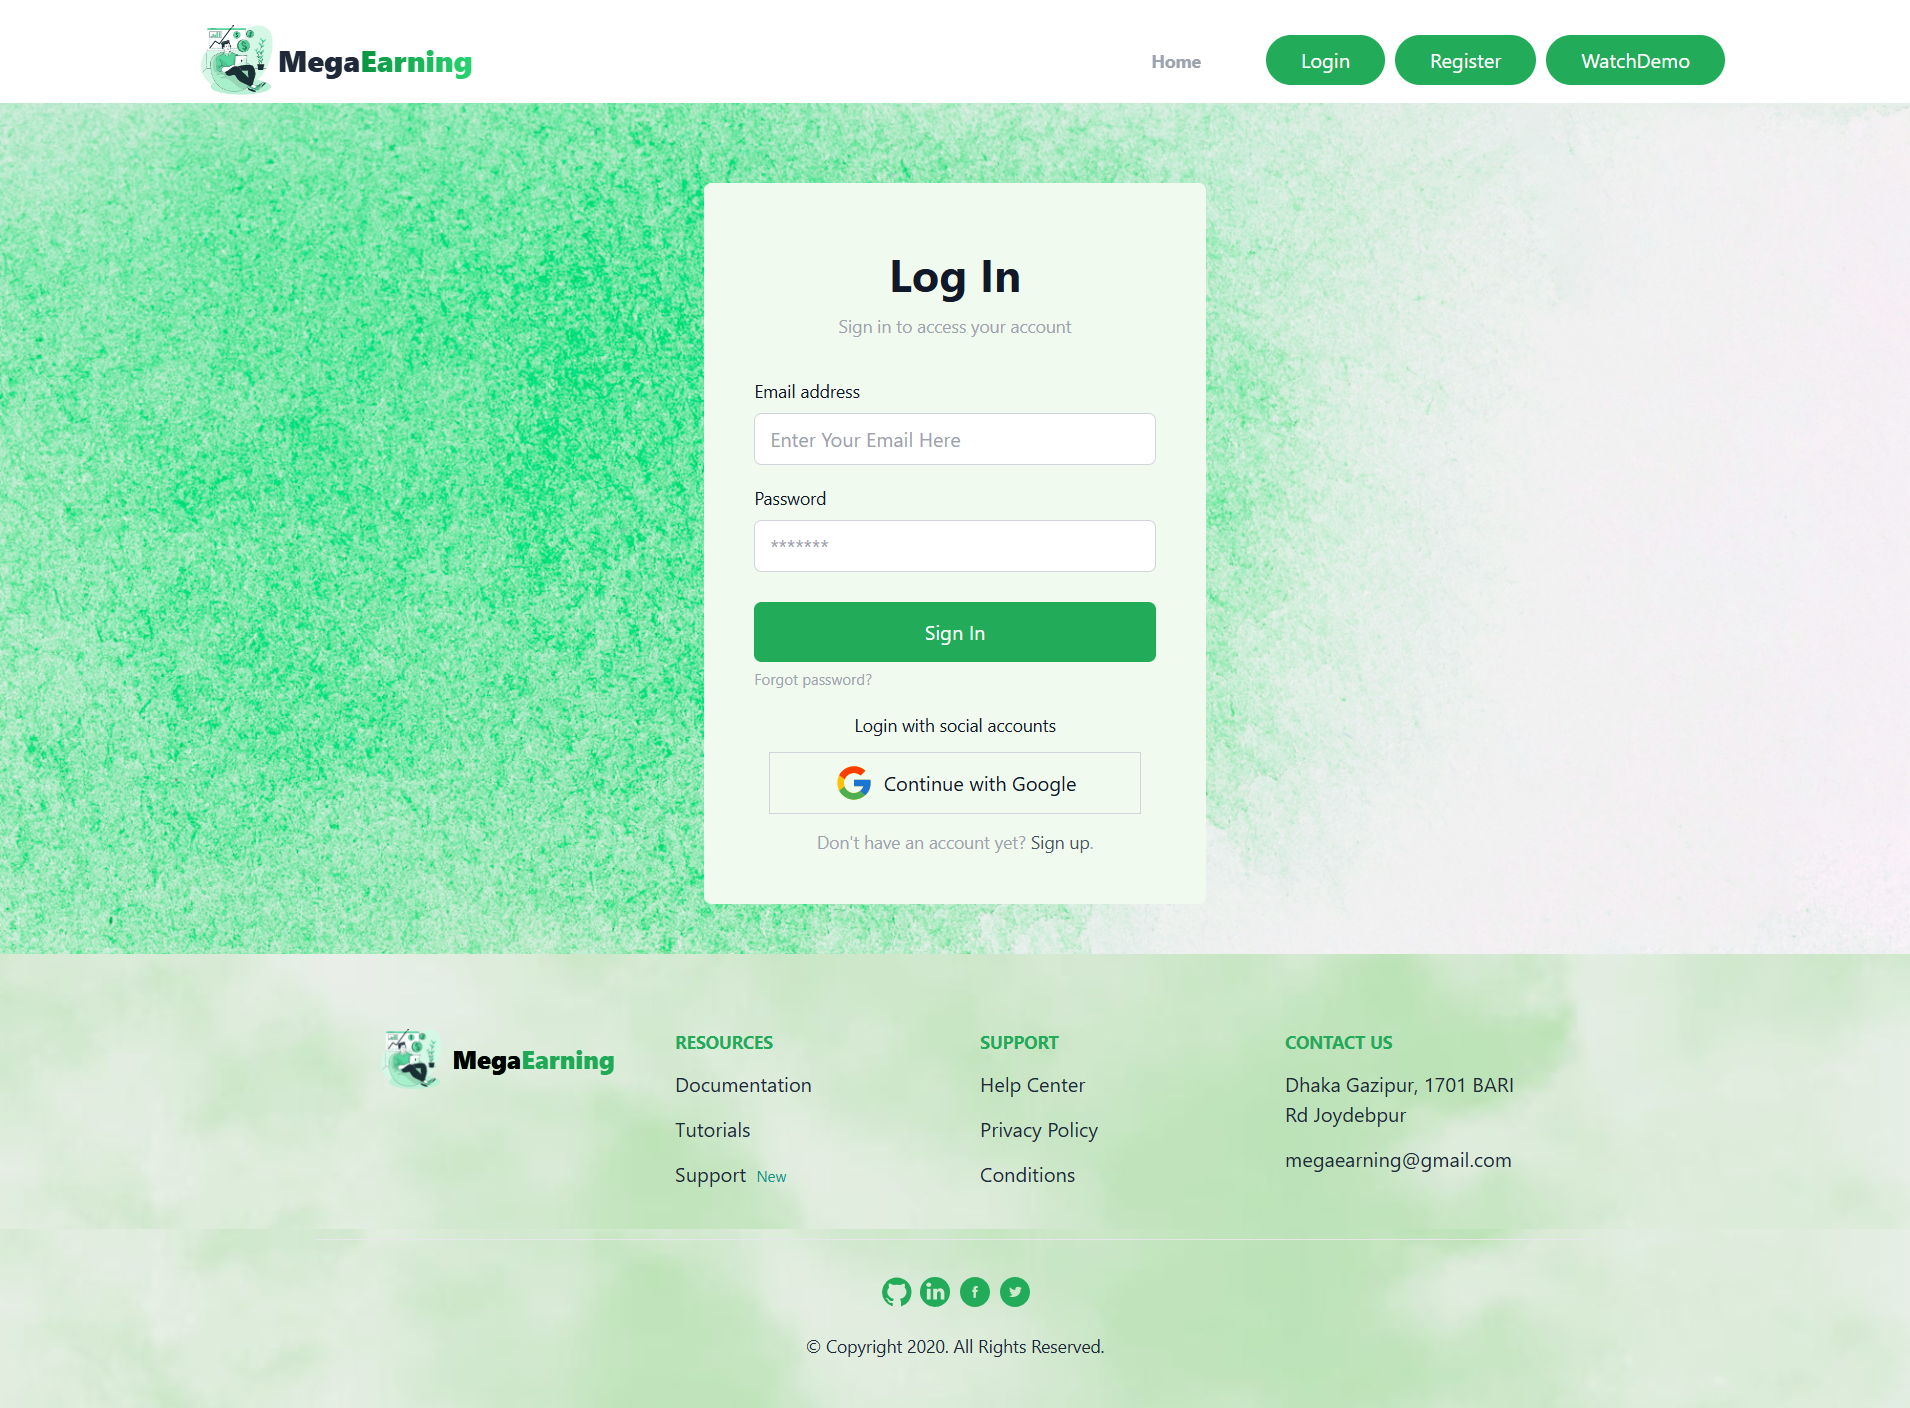 MegaEarning
Home
Login
Register
WatchDemo
Log In
Sign in to access your account
Email address
Enter Your Email Here
Password
*******
Sign In
Forgot password?
Login with social accounts
Continue with Google
Don't have an account yet? Sign up.
MegaEarning
RESOURCES
Documentation
Tutorials
Support New
SUPPORT
Help Center
Privacy Policy
Conditions
CONTACT US
Dhaka Gazipur, 1701 BARI
Rd Joydebpur
megaearning@gmail.com
© Copyright 2020. All Rights Reserved.